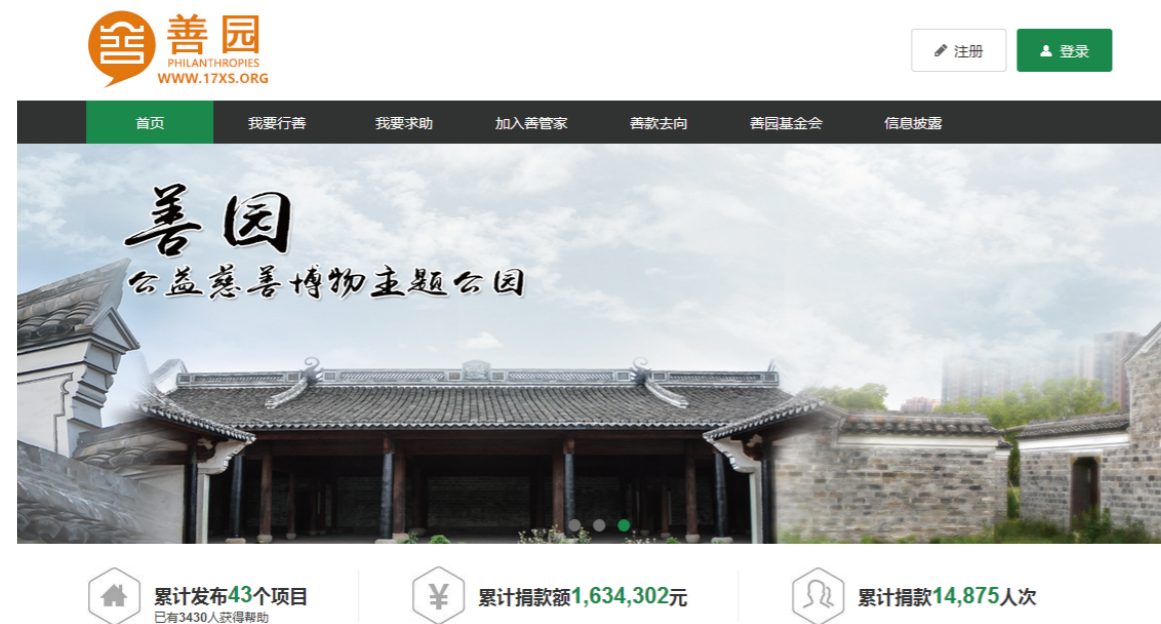 善园
PHILANTHROPIES
WWW.17XS.ORG
注册 登录
首页 我要行善 我要求助 加入善管家 善款去向 善园基金会 信息披露
善园
公益慈善博物主题公园
累计发布43个项目
已有3430人获得帮助
¥
累计捐款额1,634,302元
累计捐款14,875人次